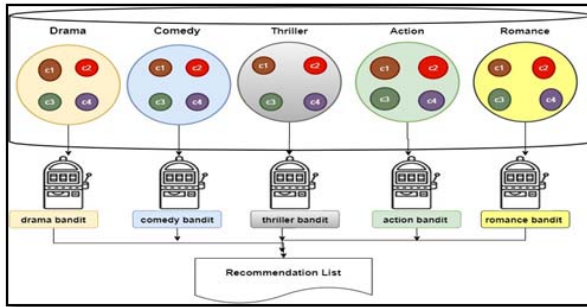 Drama Comedy Thriller Action Romance
c1 c2 c1 c2 c1 c2 c1 c2 c1 c2
c3 c4 c3 c4 c3 c4 c3 c4 c3 c4
drama bandit comedy bandit thriller bandit action bandit romance bandit
Recommendation List